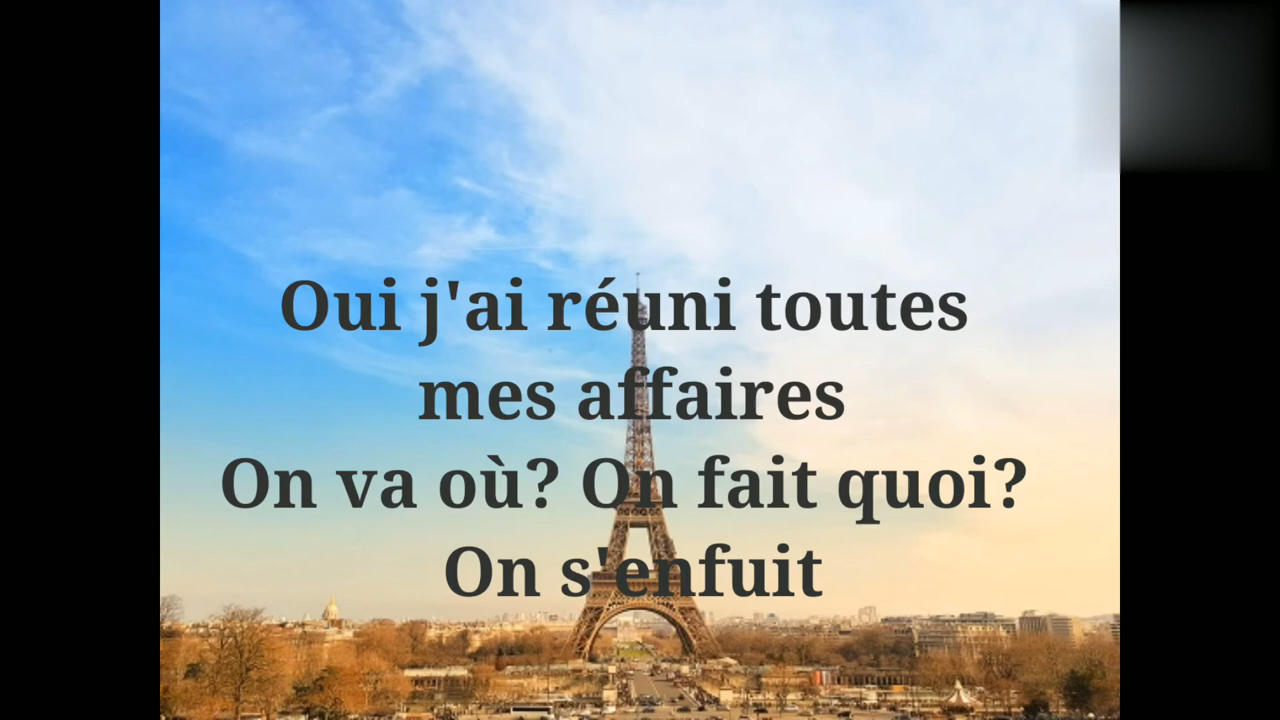 Oui j'ai réuni toutes
mes affaires
On va où? On fait quoi?
On s'enfuit